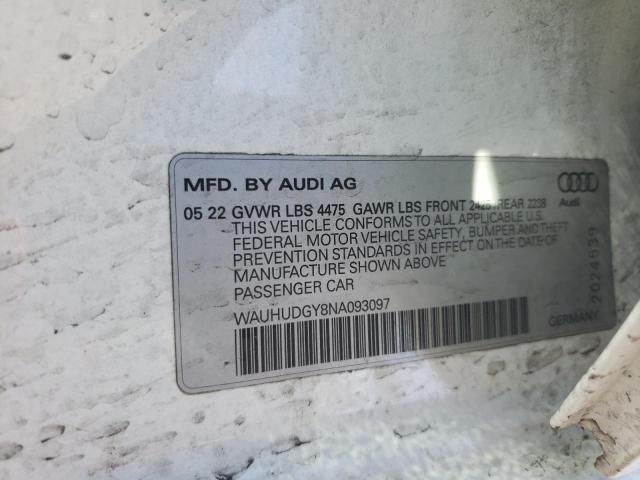 MFD. BY AUDI AG
Audi
05 22 GVWR LBS 4475 GAWR LBS FRONT 2425 /REAR 2238
THIS VEHICLE CONFORMS TO ALL APPLICABLE U.S.
FEDERAL MOTOR VEHICLE SAFETY, BUMPER AND THEFT
PREVENTION STANDARDS IN EFFECT ON THE DATE OF
MANUFACTURE SHOWN ABOVE
PASSENGER CAR
WAUHUDGY8NA093097
GERMANY
2024539